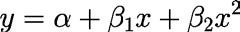 y = α + β₁x + β₂x²